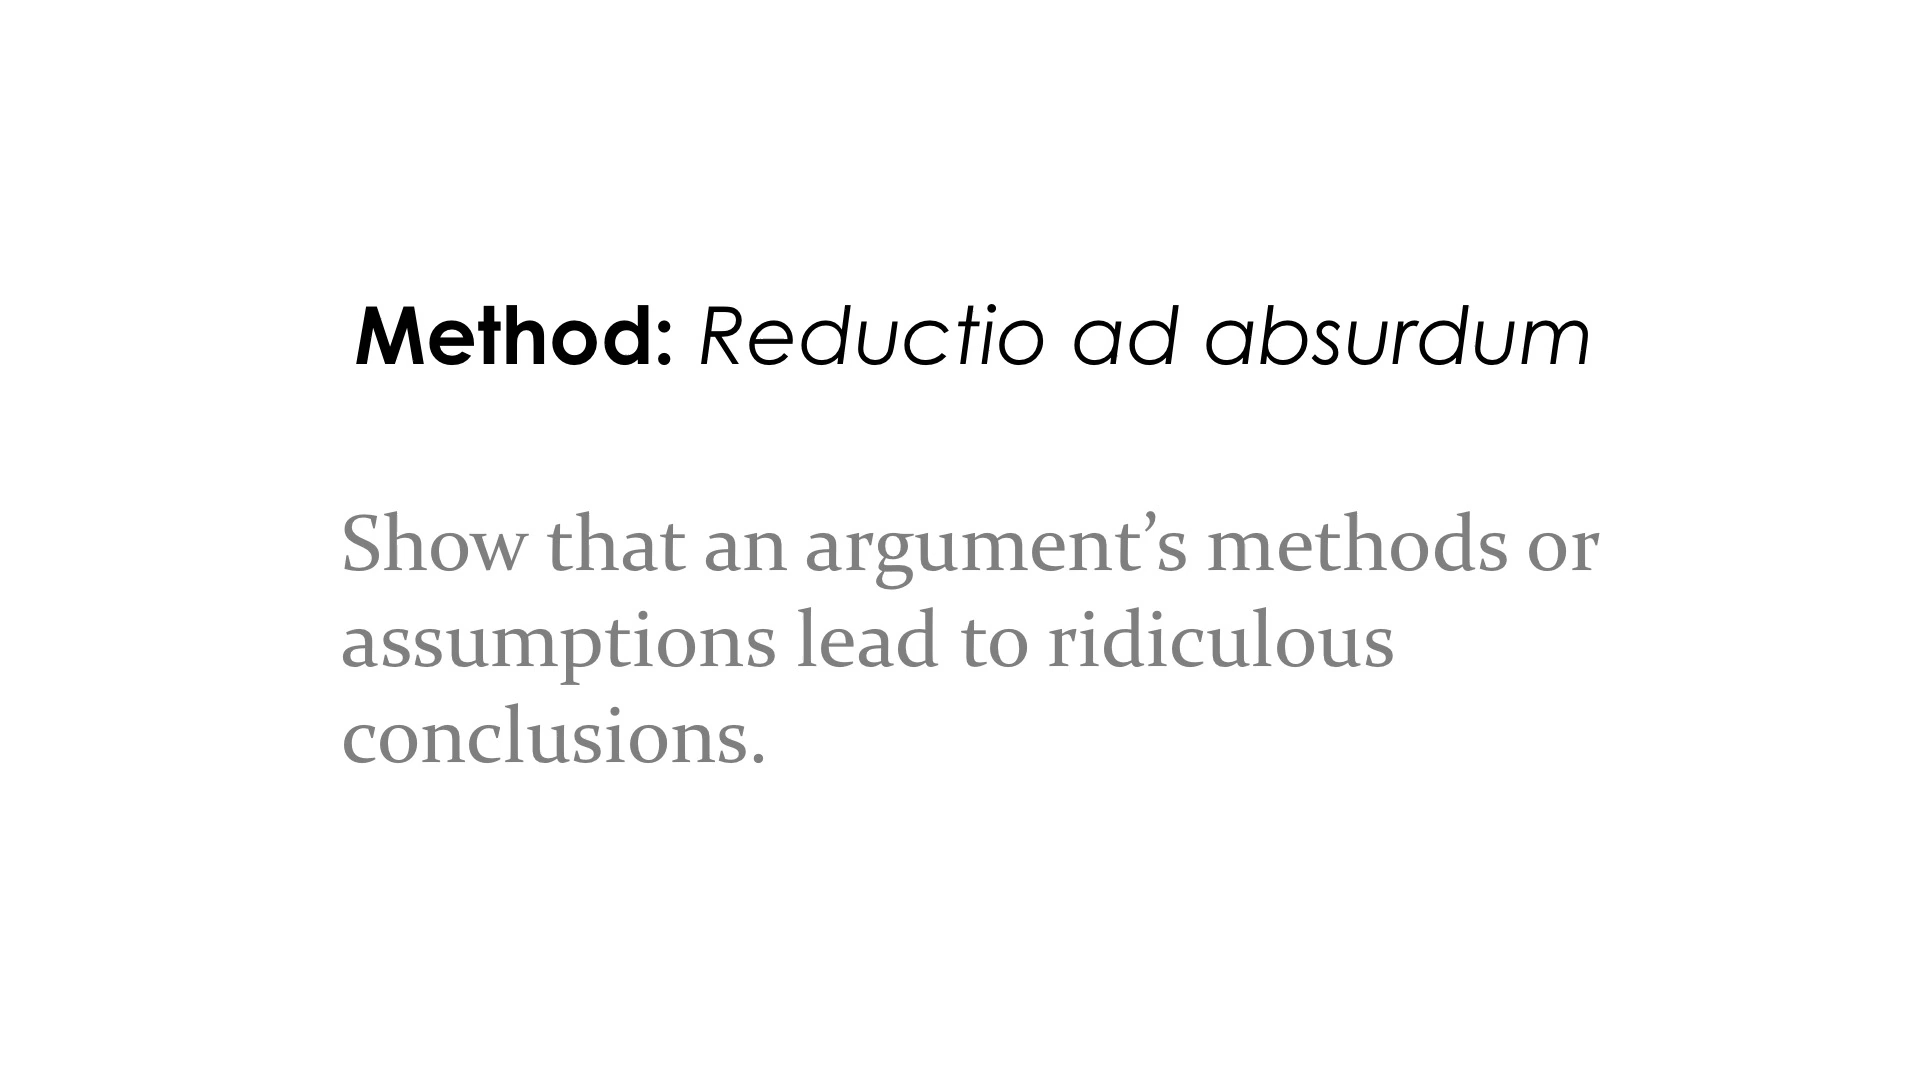 Method: Reductio ad absurdum
Show that an argument’s methods or
assumptions lead to ridiculous
conclusions.